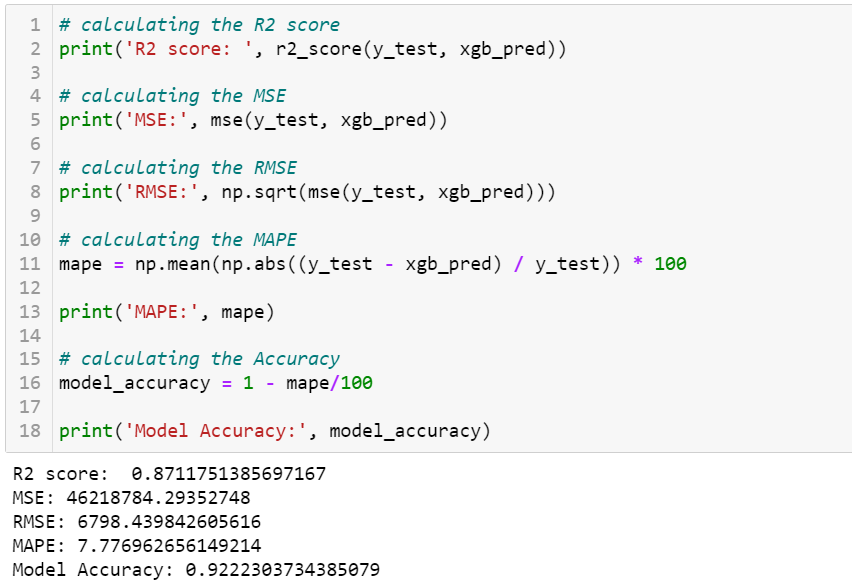 1 # calculating the R2 score
2 print('R2 score: ', r2_score(y_test, xgb_pred))
3
4 # calculating the MSE
5 print('MSE:', mse(y_test, xgb_pred))
6
7 # calculating the RMSE
8 print('RMSE:', np.sqrt(mse(y_test, xgb_pred)))
9
10 # calculating the MAPE
11 mape = np.mean(np.abs((y_test - xgb_pred) / y_test)) * 100
12
13 print('MAPE:', mape)
14
15 # calculating the Accuracy
16 model_accuracy = 1 - mape/100
17
18 print('Model Accuracy:', model_accuracy)
R2 score:  0.8711751385697167
MSE: 46218784.29352748
RMSE: 6798.439842605616
MAPE: 7.776962656149214
Model Accuracy: 0.9222303734385079